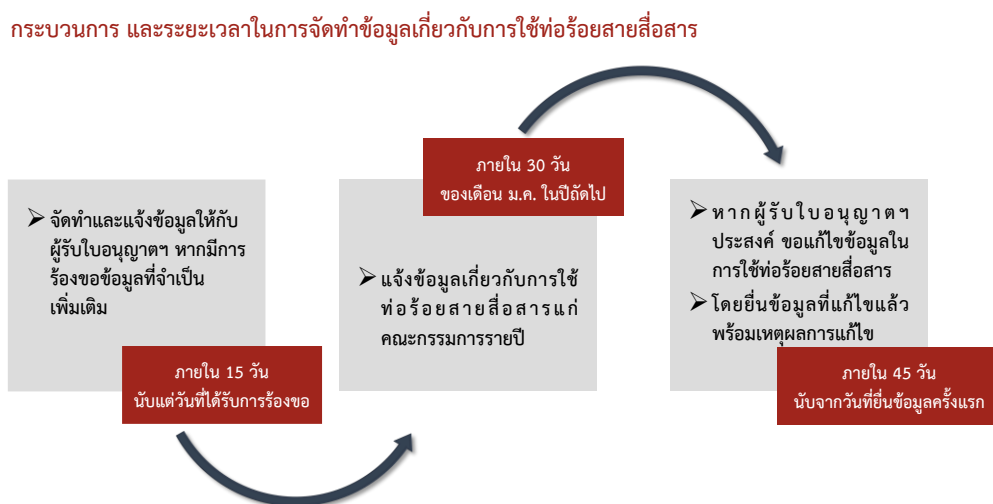 กระบวนการ และระยะเวลาในการจัดทำข้อมูลเกี่ยวกับการใช้ท่อร้อยสายสื่อสาร
➢ จัดทำและแจ้งข้อมูลให้กับ
ผู้รับใบอนุญาตฯ หากมีการ
ร้องขอข้อมูลที่จำเป็น
เพิ่มเติม
ภายใน 15 วัน
นับแต่วันที่ได้รับการร้องขอ
ภายใน 30 วัน
ของเดือน ม.ค. ในปีถัดไป
➢ แจ้งข้อมูลเกี่ยวกับการใช้
ท่อร้อยสายสื่อสารแก่
คณะกรรมการรายปี
➢ หากผู้รับใบอนุญาตฯ
ประสงค์ ขอแก้ไขข้อมูลใน
การใช้ท่อร้อยสายสื่อสาร
➢ โดยยื่นข้อมูลที่แก้ไขแล้ว
พร้อมเหตุผลการแก้ไข
ภายใน 45 วัน
นับจากวันที่ยื่นข้อมูลครั้งแรก